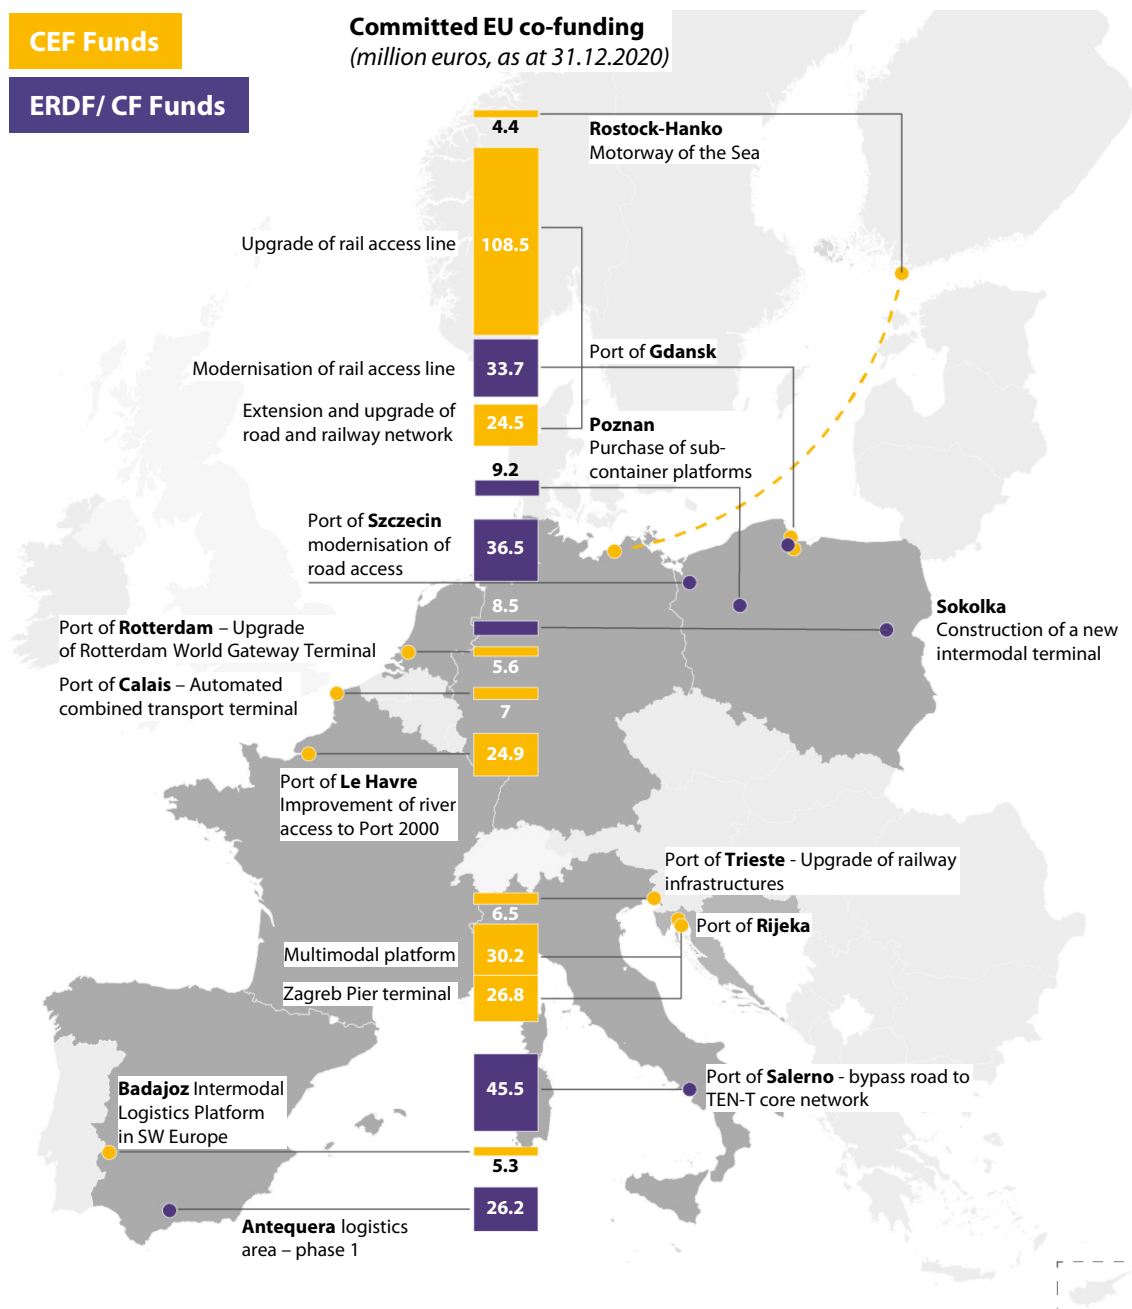 CEF Funds
ERDF/ CF Funds
Committed EU co-funding
(million euros, as at 31.12.2020)
4.4
Rostock-Hanko
Motorway of the Sea
Upgrade of rail access line
108.5
Port of Gdansk
Modernisation of rail access line
33.7
Extension and upgrade of
road and railway network
24.5
Poznan
Purchase of sub-
container platforms
9.2
Port of Szczecin
modernisation of
road access
36.5
8.5
Sokolka
Construction of a new
intermodal terminal
Port of Rotterdam – Upgrade
of Rotterdam World Gateway Terminal
5.6
Port of Calais – Automated
combined transport terminal
7
24.9
Port of Le Havre
Improvement of river
access to Port 2000
Port of Trieste - Upgrade of railway
infrastructures
6.5
Port of Rijeka
Multimodal platform
30.2
Zagreb Pier terminal
26.8
45.5
Port of Salerno - bypass road to
TEN-T core network
Badajoz Intermodal
Logistics Platform
in SW Europe
5.3
26.2
Antequera logistics
area – phase 1